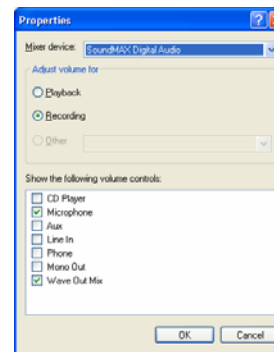 Properties
Mixer device: SoundMAX Digital Audio
Adjust volume for
Playback
Recording
Other
Show the following volume controls:
CD Player
Microphone
Aux
Line In
Phone
Mono Out
Wave Out Mix
OK Cancel